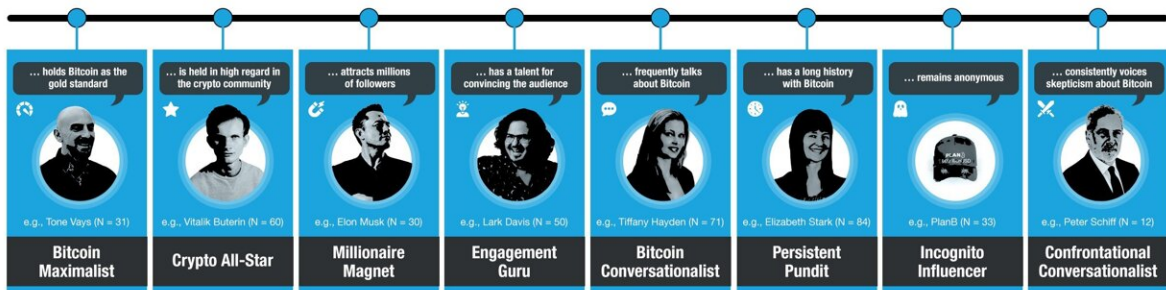 … holds Bitcoin as the
gold standard
e.g., Tone Vays (N = 31)
Bitcoin
Maximalist
… is held in high regard in
the crypto community
e.g., Vitalik Buterin (N = 60)
Crypto All-Star
… attracts millions
of followers
e.g., Elon Musk (N = 30)
Millionaire
Magnet
… has a talent for
convincing the audience
e.g., Lark Davis (N = 50)
Engagement
Guru
… frequently talks
about Bitcoin
e.g., Tiffany Hayden (N = 71)
Bitcoin
Conversationalist
… has a long history
with Bitcoin
e.g., Elizabeth Stark (N = 84)
Persistent
Pundit
… remains anonymous
PLAN
e.g., PlanB (N = 33)
Incognito
Influencer
… consistently voices
skepticism about Bitcoin
e.g., Peter Schiff (N = 12)
Confrontational
Conversationalist